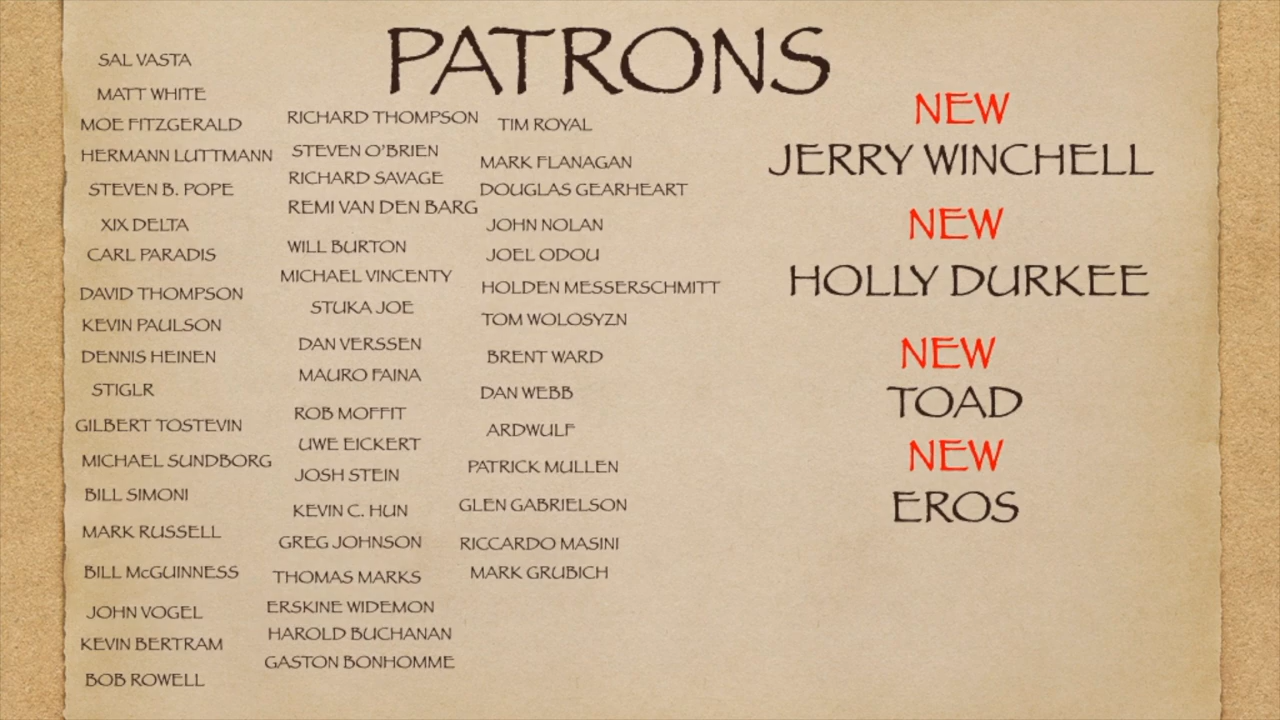 PATRONS
SAL VASTA
MATT WHITE
MOE FITZGERALD
HERMANN LUTTMANN
STEVEN B. POPE
XIX DELTA
CARL PARADIS
DAVID THOMPSON
KEVIN PAULSON
DENNIS HEINEN
STIGLR
GILBERT TOSTEVIN
MICHAEL SUNDBORG
BILL SIMONI
MARK RUSSELL
BILL McGUINNESS
JOHN VOGEL
KEVIN BERTRAM
BOB ROWELL
RICHARD THOMPSON
STEVEN O'BRIEN
RICHARD SAVAGE
REMI VAN DEN BARG
WILL BURTON
MICHAEL VINCENTY
STUKA JOE
DAN VERSSEN
MAURO FAINA
ROB MOFFIT
UWE EICKERT
JOSH STEIN
KEVIN C. HUN
GREG JOHNSON
THOMAS MARKS
ERSKINE WIDEMON
HAROLD BUCHANAN
GASTON BONHOMME
TIM ROYAL
MARK FLANAGAN
DOUGLAS GEARHEART
JOHN NOLAN
JOEL ODOU
HOLDEN MESSERSCHMITT
TOM WOLOSYZN
BRENT WARD
DAN WEBB
ARDWULF
PATRICK MULLEN
GLEN GABRIELSON
RICCARDO MASINI
MARK GRUBICH
NEW
JERRY WINCHELL
NEW
HOLLY DURKEE
NEW
TOAD
NEW
EROS